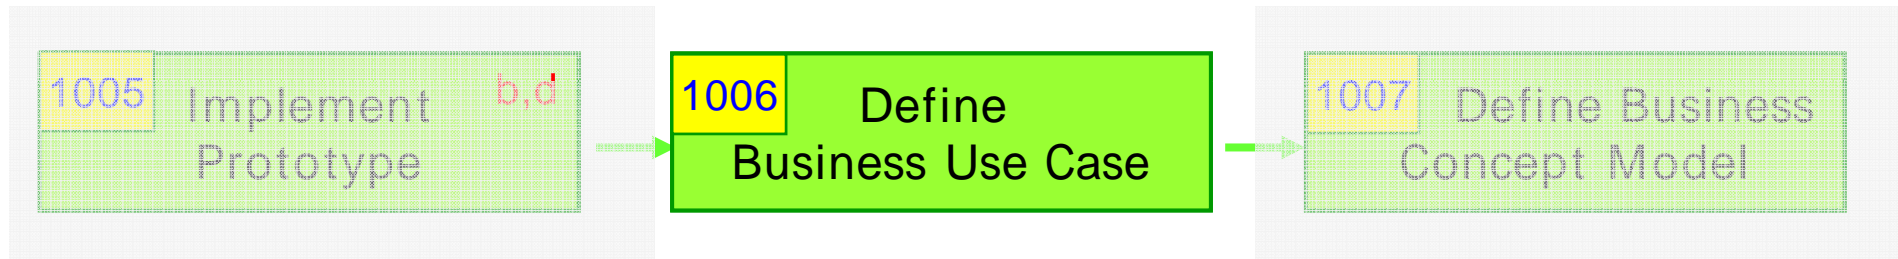 1005
Implement
b,d
Prototype
1006
Define
Business Use Case
1007
Define Business
Concept Model